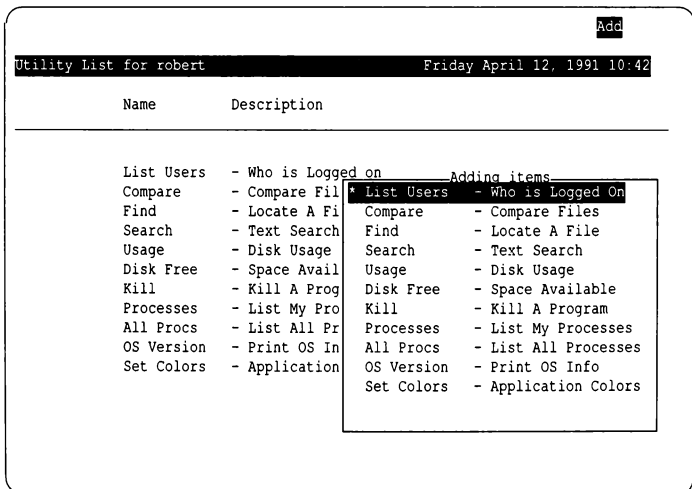 Add
Utility List for robert Friday April 12, 1991 10:42
Name Description
List Users - Who is Logged on
Compare - Compare Fil
Find - Locate A Fi
Search - Text Search
Usage - Disk Usage
Disk Free - Space Avail
Kill - Kill A Prog
Processes - List My Pro
All Procs - List All Pr
OS Version - Print OS In
Set Colors - Application
Adding items
* List Users - Who is Logged On
Compare - Compare Files
Find - Locate A File
Search - Text Search
Usage - Disk Usage
Disk Free - Space Available
Kill - Kill A Program
Processes - List My Processes
All Procs - List All Processes
OS Version - Print OS Info
Set Colors - Application Colors